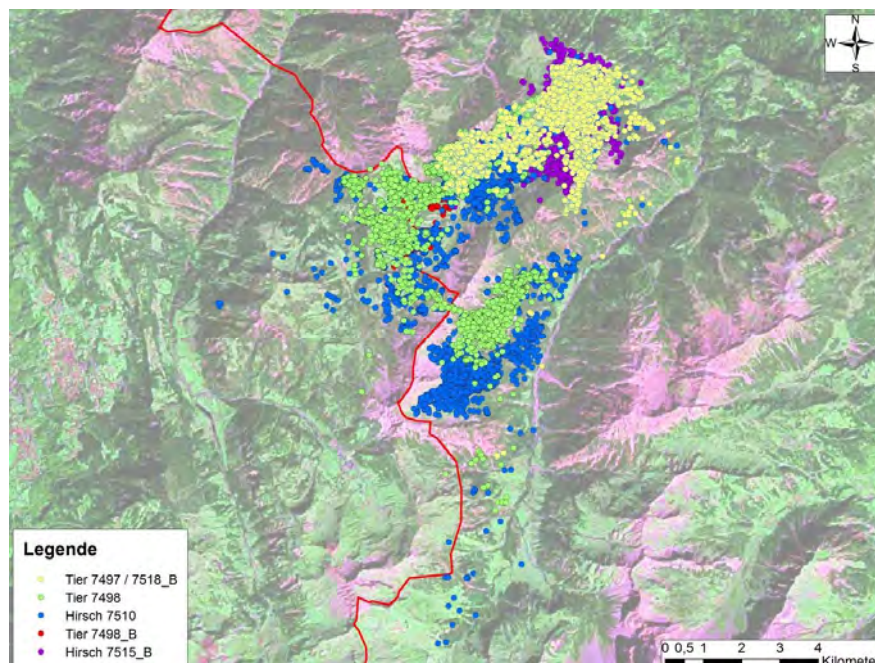 N
W E
S
Legende
Tier 7497 / 7518_B
Tier 7498
Hirsch 7510
Tier 7498_B
Hirsch 7515_B
0 0,5 1 2 3 4
Kilomete